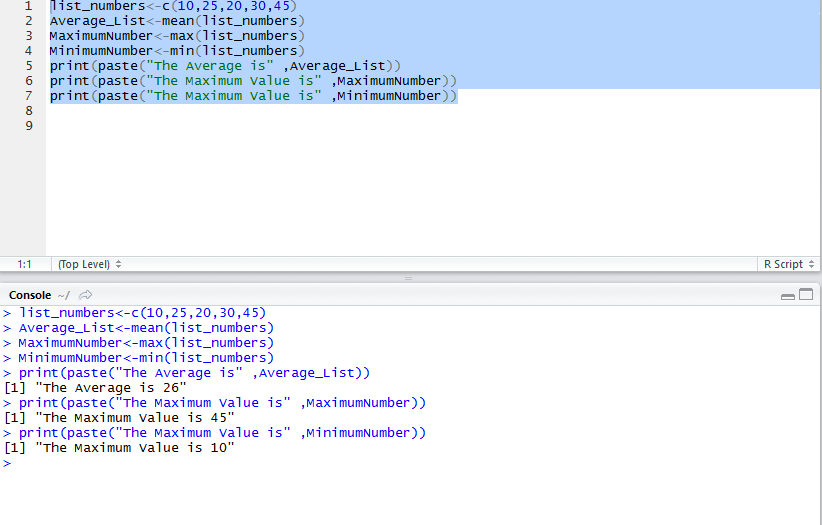 1 list_numbers<-c(10,25,20,30,45)
2 Average_List<-mean(list_numbers)
3 MaximumNumber<-max(list_numbers)
4 MinimumNumber<-min(list_numbers)
5 print(paste("The Average is" ,Average_List))
6 print(paste("The Maximum Value is" ,MaximumNumber))
7 print(paste("The Maximum Value is" ,MinimumNumber))
8
9
1:1 (Top Level) R Script
Console ~/
> list_numbers<-c(10,25,20,30,45)
> Average_List<-mean(list_numbers)
> MaximumNumber<-max(list_numbers)
> MinimumNumber<-min(list_numbers)
> print(paste("The Average is" ,Average_List))
[1] "The Average is 26"
> print(paste("The Maximum Value is" ,MaximumNumber))
[1] "The Maximum Value is 45"
> print(paste("The Maximum Value is" ,MinimumNumber))
[1] "The Maximum Value is 10"
>